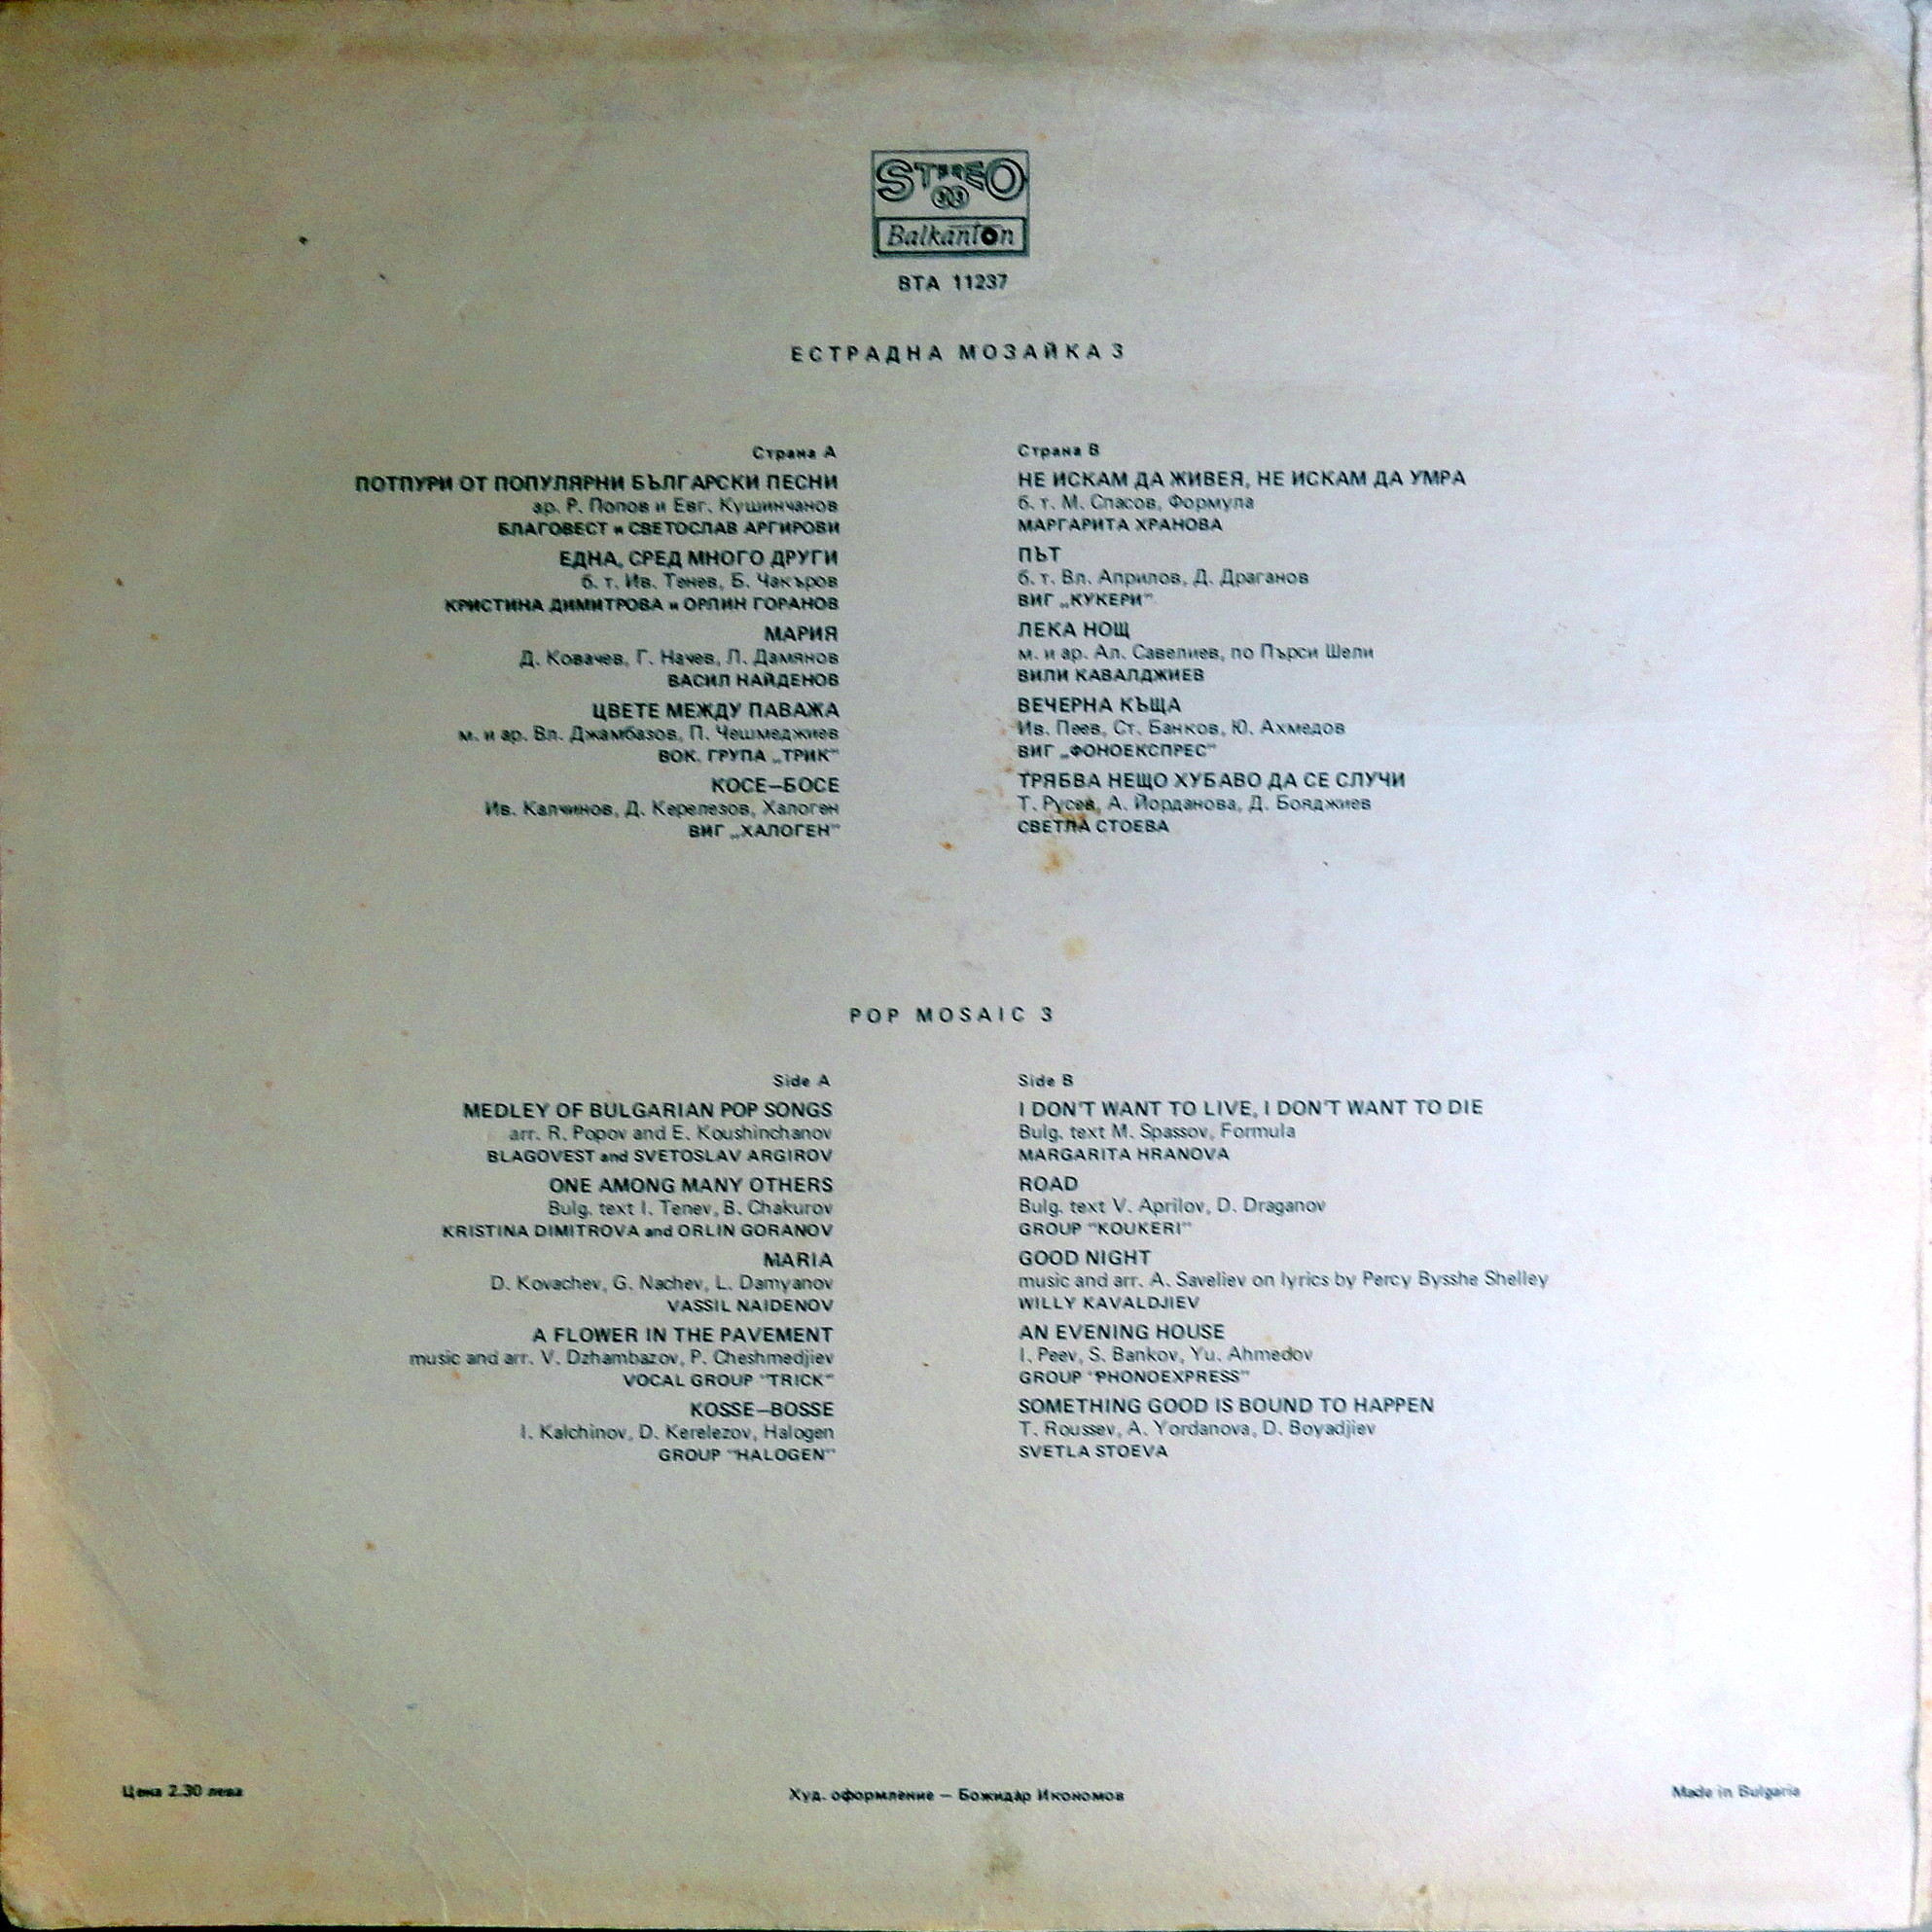 STEREO
33
Balkanton
ВТА 11237
ЕСТРАДНА МОЗАЙКА 3
Страна А
ПОТПУРИ ОТ ПОПУЛЯРНИ БЪЛГАРСКИ ПЕСНИ
ар. Р. Попов и Евг. Кушинчанов
БЛАГОВЕСТ и СВЕТОСЛАВ АРГИРОВИ
ЕДНА, СРЕД МНОГО ДРУГИ
б. т. Ив. Тенев, Б. Чакъров
КРИСТИНА ДИМИТРОВА и ОРЛИН ГОРАНОВ
МАРИЯ
Д. Ковачев, Г. Начев, Л. Дамянов
ВАСИЛ НАЙДЕНОВ
ЦВЕТЕ МЕЖДУ ПАВАЖА
м. и ар. Вл. Джамбазов, П. Чешмеджиев
ВОК. ГРУПА „ТРИК”
КОСЕ–БОСЕ
Ив. Калчинов, Д. Керелезов, Халоген
ВИГ „ХАЛОГЕН”
Страна В
НЕ ИСКАМ ДА ЖИВЕЯ, НЕ ИСКАМ ДА УМРА
б. т. М. Спасов, Формула
МАРГАРИТА ХРАНОВА
ПЪТ
б. т. Вл. Априлов, Д. Драганов
ВИГ „КУКЕРИ”
ЛЕКА НОЩ
м. и ар. Ал. Савелиев, по Пърси Шели
ВИЛИ КАВАЛДЖИЕВ
ВЕЧЕРНА КЪЩА
Ив. Пеев, Ст. Банков, Ю. Ахмедов
ВИГ „ФОНОЕКСПРЕС”
ТРЯБВА НЕЩО ХУБАВО ДА СЕ СЛУЧИ
Т. Русев, А. Йорданова, Д. Бояджиев
СВЕТЛА СТОЕВА
POP MOSAIC 3
Side A
MEDLEY OF BULGARIAN POP SONGS
arr. R. Popov and E. Koushinchanov
BLAGOVEST and SVETOSLAV ARGIROV
ONE AMONG MANY OTHERS
Bulg. text I. Tenev, B. Chakurov
KRISTINA DIMITROVA and ORLIN GORANOV
MARIA
D. Kovachev, G. Nachev, L. Damyanov
VASSIL NAIDENOV
A FLOWER IN THE PAVEMENT
music and arr. V. Dzhambazov, P. Cheshmedjiev
VOCAL GROUP "TRICK"
KOSSE–BOSSE
I. Kalchinov, D. Kerelezov, Halogen
GROUP "HALOGEN"
Side B
I DON'T WANT TO LIVE, I DON'T WANT TO DIE
Bulg. text M. Spassov, Formula
MARGARITA HRANOVA
ROAD
Bulg. text V. Aprilov, D. Draganov
GROUP "KOUKERI"
GOOD NIGHT
music and arr. A. Saveliev on lyrics by Percy Bysshe Shelley
WILLY KAVALDJIEV
AN EVENING HOUSE
I. Peev, S. Bankov, Yu. Ahmedov
GROUP "PHONOEXPRESS"
SOMETHING GOOD IS BOUND TO HAPPEN
T. Roussev, A. Yordanova, D. Boyadjiev
SVETLA STOEVA
Цена 2.30 лева
Худ. оформление – Божидар Икономов
Made in Bulgaria